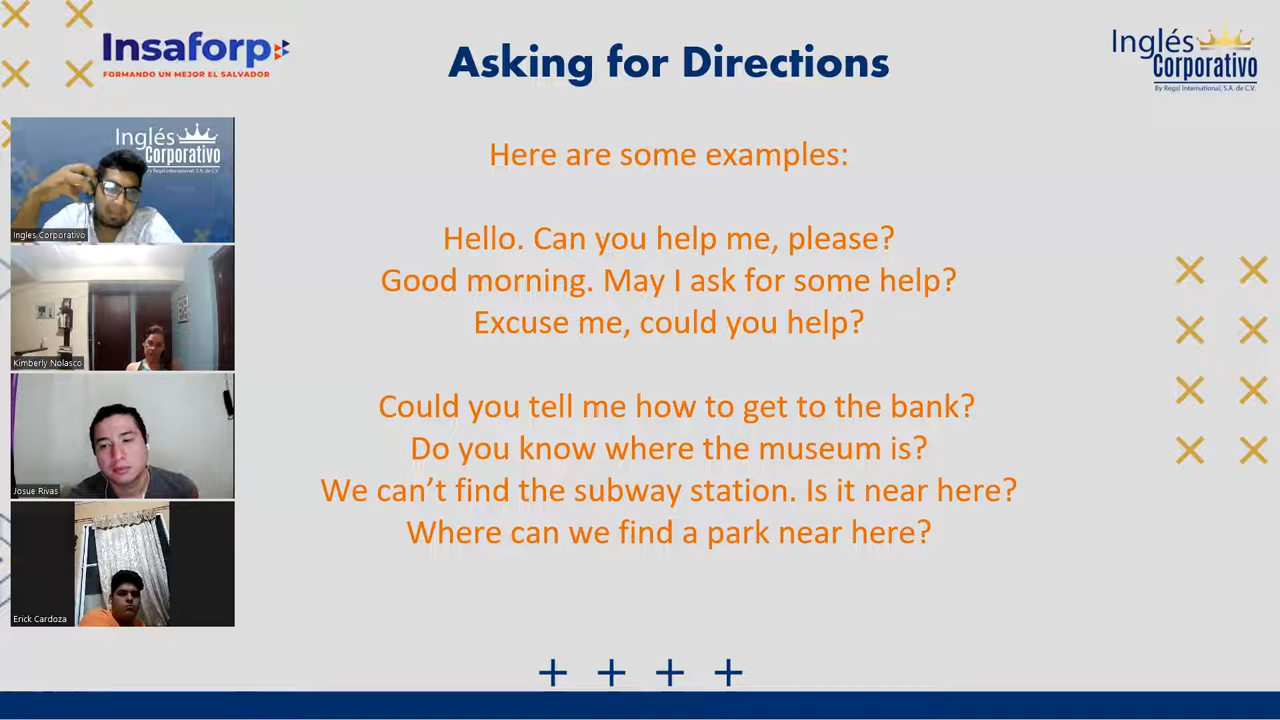 Insaforp
FORMANDO UN MEJOR EL SALVADOR
Asking for Directions
Inglés
Corporativo
By Regal International, S.A. de C.V.
Inglés
Corporativo
By Regal International, S.A. de C.V.
Ingles Corporativo
Kimberly Nolasco
Josue Rivas
Erick Cardoza
Here are some examples:
Hello. Can you help me, please?
Good morning. May I ask for some help?
Excuse me, could you help?
Could you tell me how to get to the bank?
Do you know where the museum is?
We can’t find the subway station. Is it near here?
Where can we find a park near here?